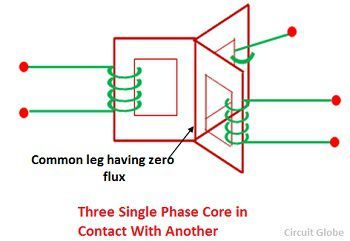 Common leg having zero
flux
Three Single Phase Core in
Contact With Another
Circuit Globe